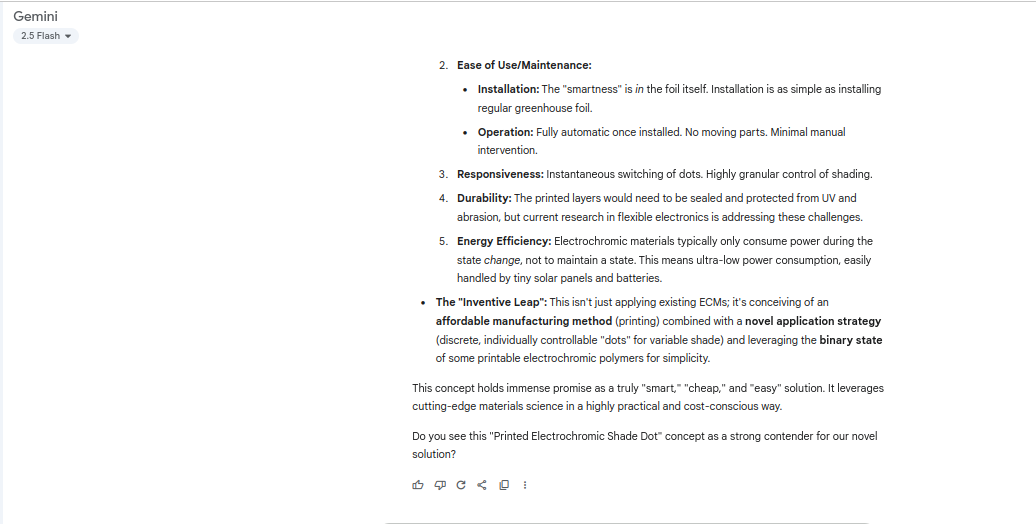 Gemini
2.5 Flash
2. Ease of Use/Maintenance:
• Installation: The "smartness" is in the foil itself. Installation is as simple as installing
regular greenhouse foil.
• Operation: Fully automatic once installed. No moving parts. Minimal manual
intervention.
3. Responsiveness: Instantaneous switching of dots. Highly granular control of shading.
4. Durability: The printed layers would need to be sealed and protected from UV and
abrasion, but current research in flexible electronics is addressing these challenges.
5. Energy Efficiency: Electrochromic materials typically only consume power during the
state change, not to maintain a state. This means ultra-low power consumption, easily
handled by tiny solar panels and batteries.
• The "Inventive Leap": This isn't just applying existing ECMs; it's conceiving of an
affordable manufacturing method (printing) combined with a novel application strategy
(discrete, individually controllable "dots" for variable shade) and leveraging the binary state
of some printable electrochromic polymers for simplicity.
This concept holds immense promise as a truly "smart," "cheap," and "easy" solution. It leverages
cutting-edge materials science in a highly practical and cost-conscious way.
Do you see this "Printed Electrochromic Shade Dot" concept as a strong contender for our novel
solution?